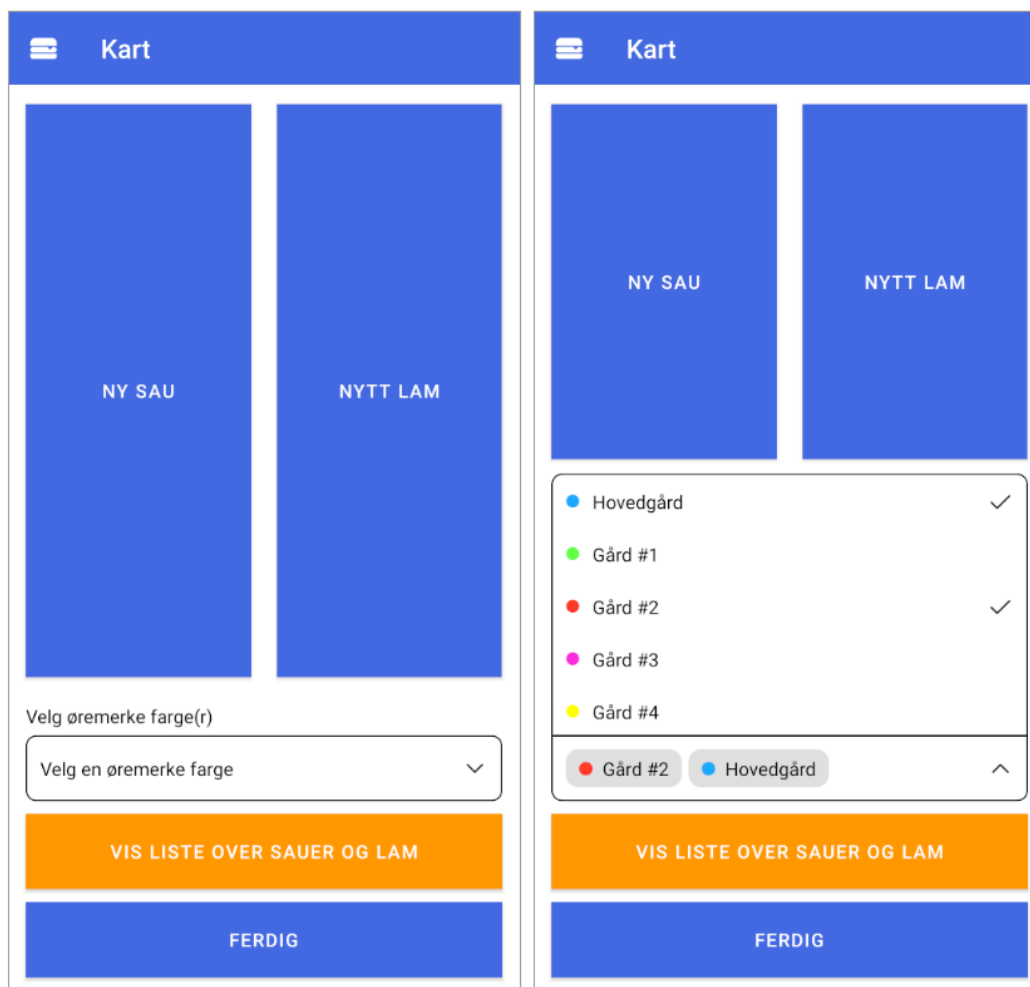 Kart
NY SAU
NYTT LAM
Velg øremerke farge(r)
Velg en øremerke farge
VIS LISTE OVER SAUER OG LAM
FERDIG
Kart
NY SAU
NYTT LAM
Hovedgård
Gård #1
Gård #2
Gård #3
Gård #4
Gård #2
Hovedgård
VIS LISTE OVER SAUER OG LAM
FERDIG